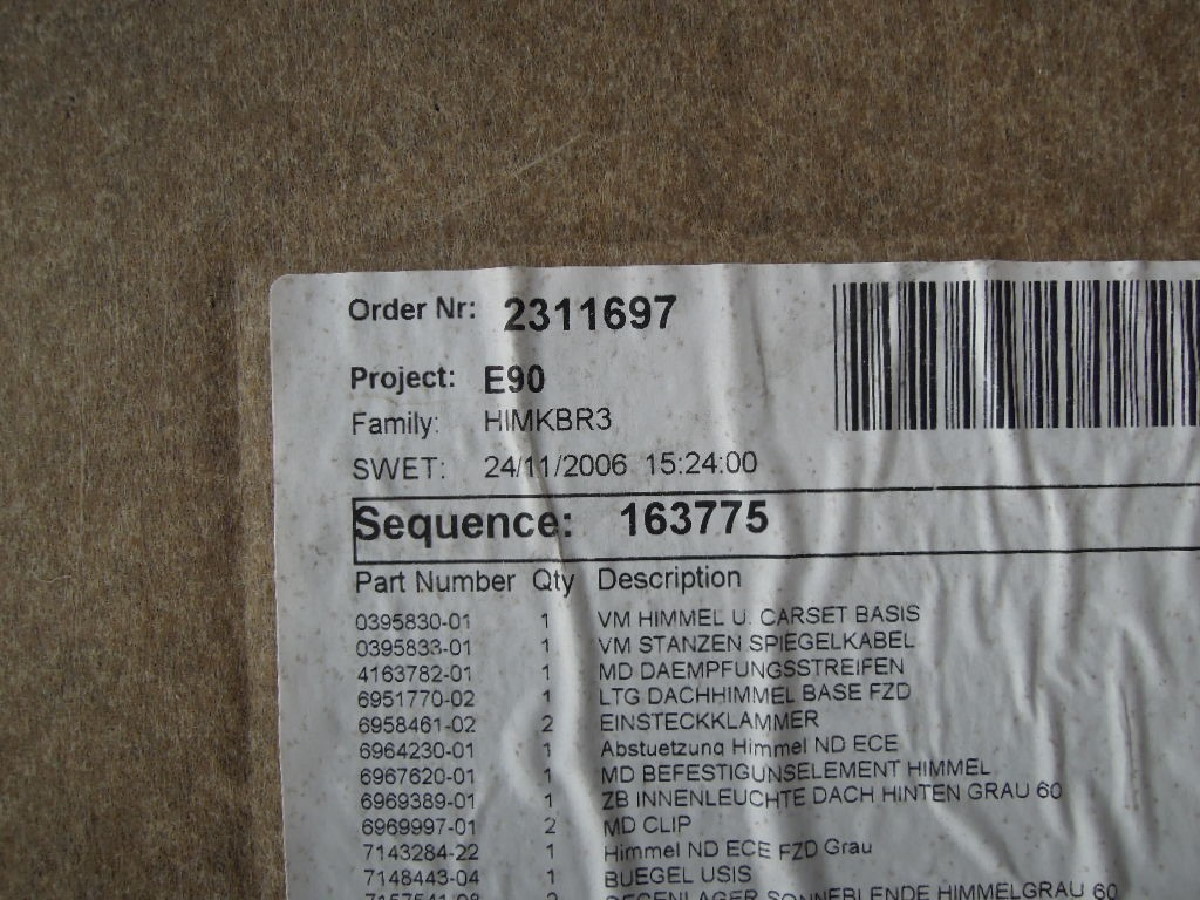 Order Nr: 2311697
Project: E90
Family: HIMKBR3
SWET: 24/11/2006 15:24:00
Sequence: 163775
Part Number Qty Description
0395830-01 1 VM HIMMEL U. CARSET BASIS
0395833-01 1 VM STANZEN SPIEGELKABEL
4163782-01 1 MD DAEMPFUNGSSTREIFEN
6951770-02 1 LTG DACHHIMMEL BASE FZD
6958461-02 2 EINSTECKKLAMMER
6964230-01 1 Abstuetzung Himmel ND ECE
6967620-01 1 MD BEFESTIGUNSELEMENT HIMMEL
6969389-01 1 ZB INNENLEUCHTE DACH HINTEN GRAU 60
6969997-01 2 MD CLIP
7143284-22 1 Himmel ND ECE FZD Grau
7148443-04 1 BUEGEL USIS
SONNEBLENDE HIMMELGRAU 60